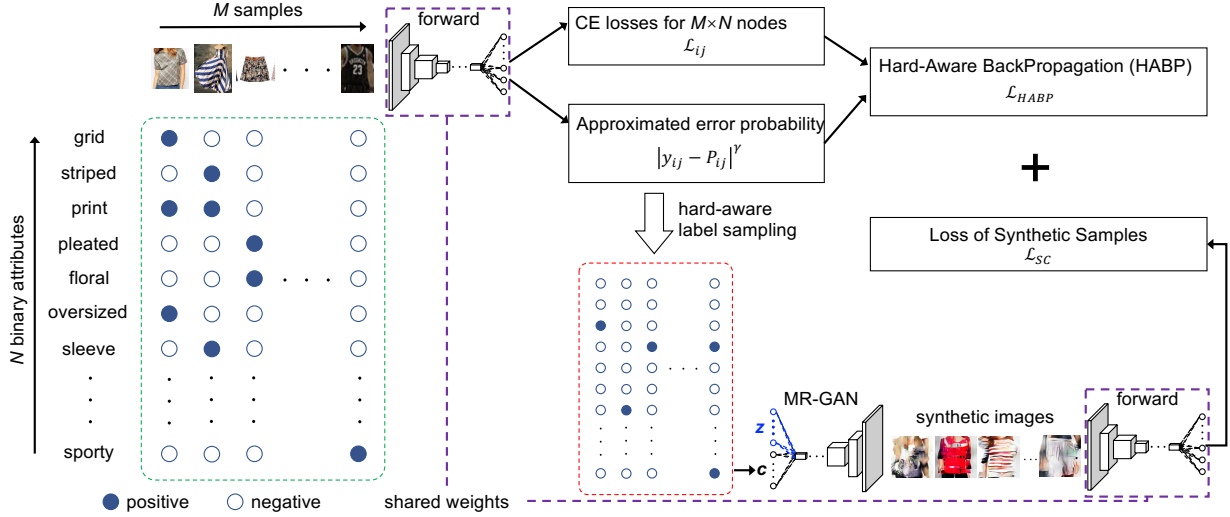 M samples
forward
CE losses for M×N nodes
ℒij
Hard-Aware BackPropagation (HABP)
ℒHABP
Approximated error probability
|yij − Pij|^γ
N binary attributes
grid
striped
print
pleated
floral
oversized
sleeve
sporty
BROOKLYN
23
hard-aware
label sampling
+
Loss of Synthetic Samples
ℒSC
MR-GAN
z
c
synthetic images
forward
positive
negative
shared weights